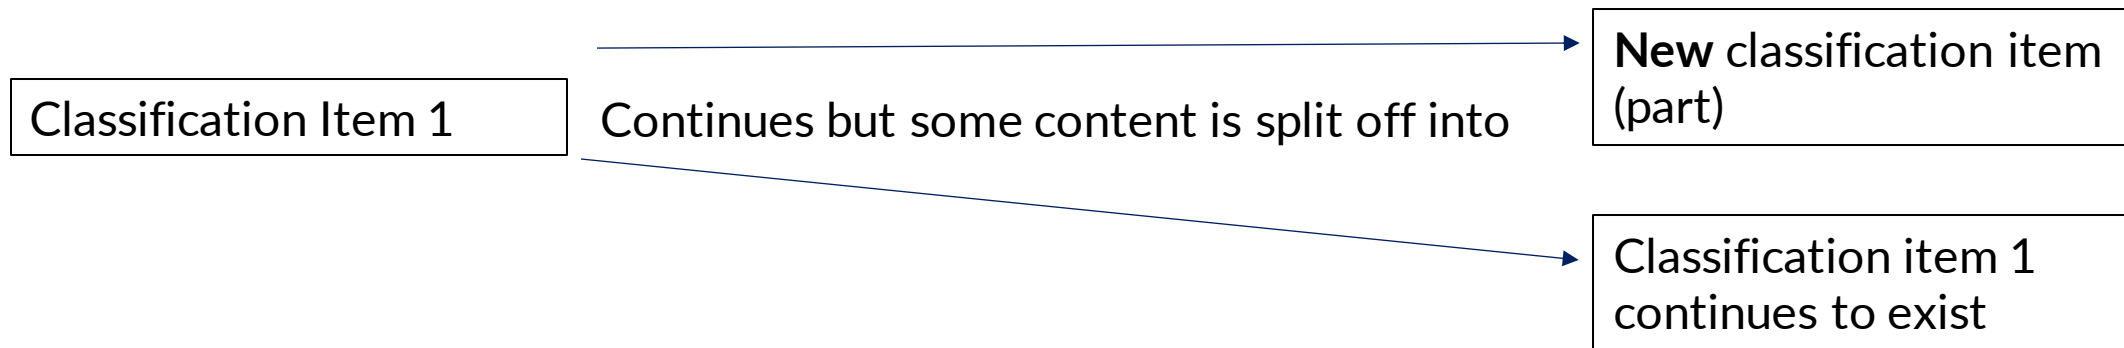 Classification Item 1
Continues but some content is split off into
New classification item
(part)
Classification item 1
continues to exist